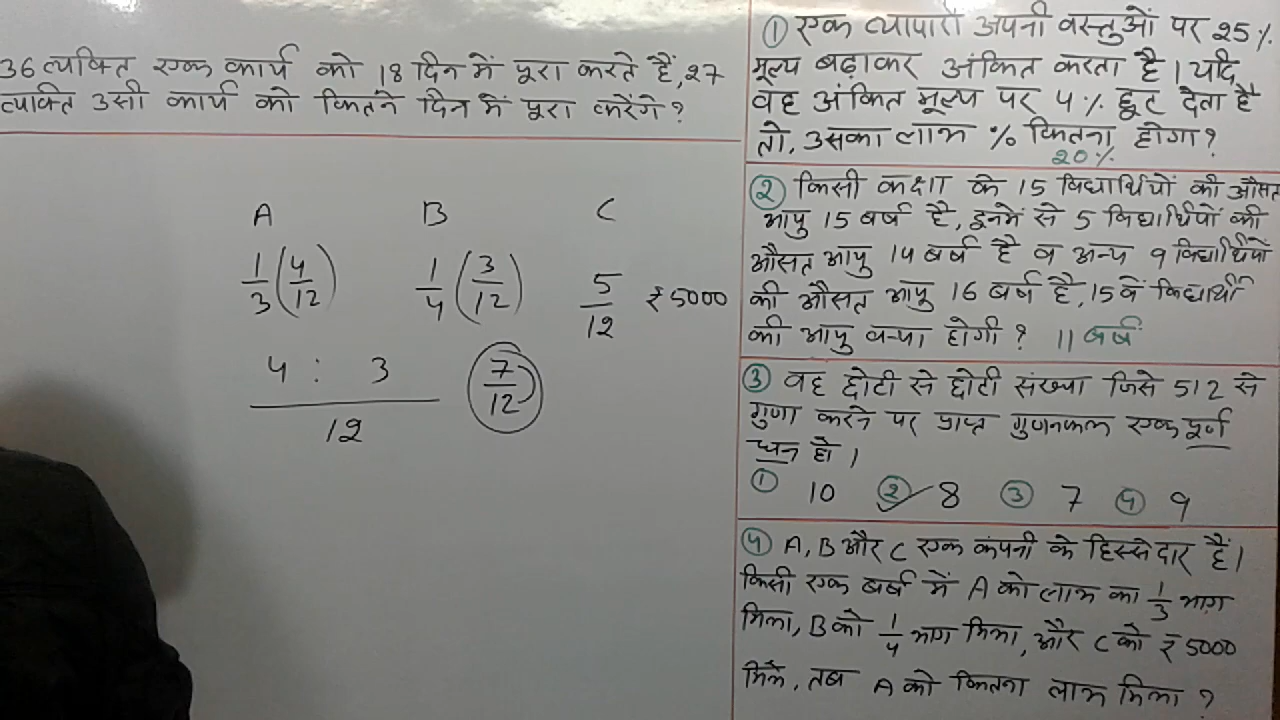 36 व्यक्ति एक कार्य को 18 दिन में पूरा करते हैं, 27
व्यक्ति उसी कार्य को कितने दिन में पूरा करेंगे?
A B C
1/3 (4/12) 1/4 (3/12) 5/12 ₹5000
4 : 3 7/12
12
① एक व्यापारी अपनी वस्तुओं पर 25%
मूल्य बढ़ाकर अंकित करता है। यदि
वह अंकित मूल्य पर 4% छूट देता है
तो, उसका लाभ % कितना होगा?
20%
② किसी कक्षा के 15 विद्यार्थियों की औसत
आयु 15 वर्ष है, इनमें से 5 विद्यार्थियों की
औसत आयु 14 वर्ष है व अन्य 9 विद्यार्थियों
की औसत आयु 16 वर्ष है, 15 वें विद्यार्थी
की आयु क्या होगी? 11 वर्ष
③ वह छोटी से छोटी संख्या जिसे 512 से
गुणा करने पर प्राप्त गुणनफल एक पूर्ण
घन हो।
① 10 ② 8 ③ 7 ④ 9
④ A, B और C एक कंपनी के हिस्सेदार हैं।
किसी एक वर्ष में A को लाभ का 1/3 भाग
मिला, B को 1/4 भाग मिला, और C को ₹5000
मिले, तब A को कितना लाभ मिला?